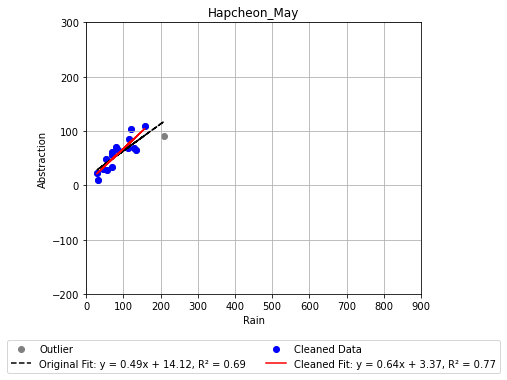 Hapcheon_May
300
200
100
0
−100
−200
Abstraction
0 100 200 300 400 500 600 700 800 900
Rain
Outlier
Original Fit: y = 0.49x + 14.12, R² = 0.69
Cleaned Data
Cleaned Fit: y = 0.64x + 3.37, R² = 0.77